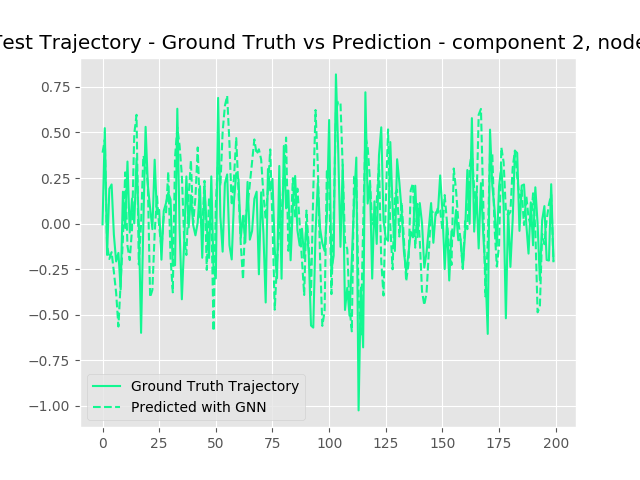 Test Trajectory - Ground Truth vs Prediction - component 2, node
0.75
0.50
0.25
0.00
−0.25
−0.50
−0.75
−1.00
Ground Truth Trajectory
Predicted with GNN
0 25 50 75 100 125 150 175 200